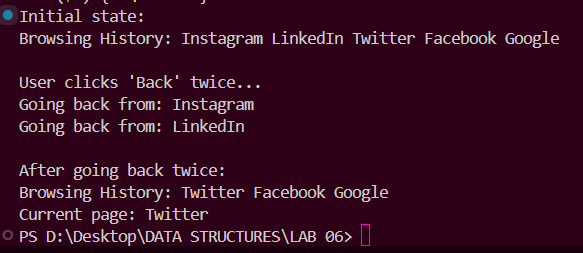 Initial state:
Browsing History: Instagram LinkedIn Twitter Facebook Google
User clicks 'Back' twice...
Going back from: Instagram
Going back from: LinkedIn
After going back twice:
Browsing History: Twitter Facebook Google
Current page: Twitter
PS D:\Desktop\DATA STRUCTURES\LAB 06>